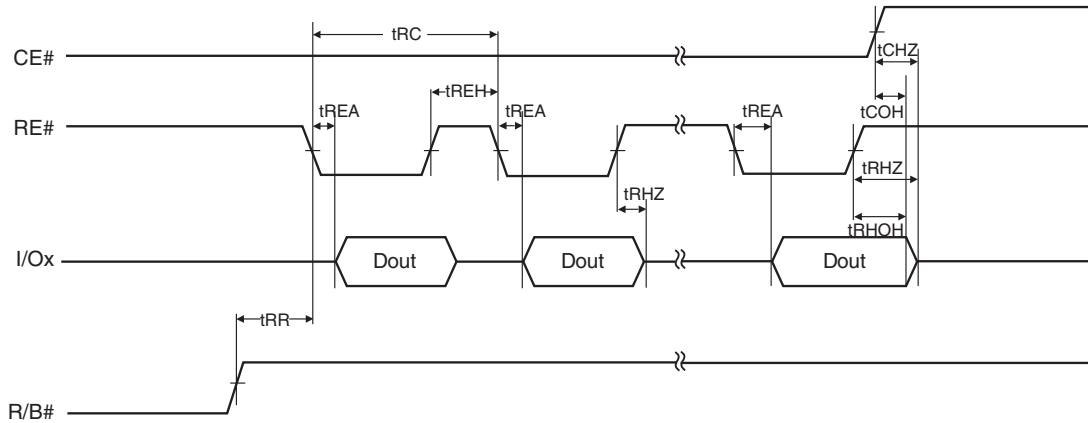 tRC
CE#
tCHZ
tREH
tREA
tREA
tREA
tCOH
RE#
tRHZ
tRHZ
tRHOH
I/Ox
Dout
Dout
Dout
tRR
R/B#